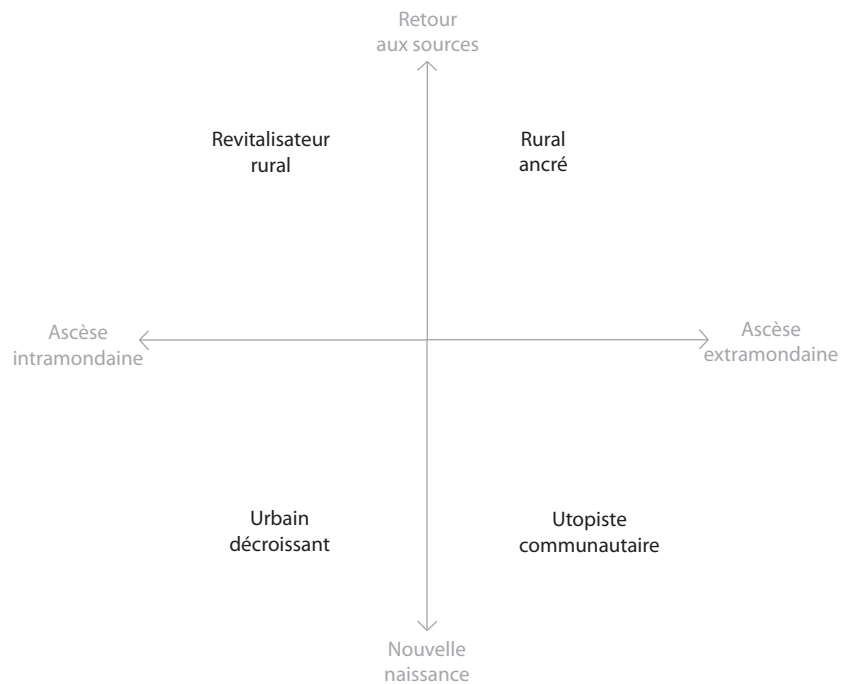 Retour
aux sources
Revitalisateur
rural
Rural
ancré
Ascèse
intramondaine
Ascèse
extramondaine
Urbain
décroissant
Utopiste
communautaire
Nouvelle
naissance